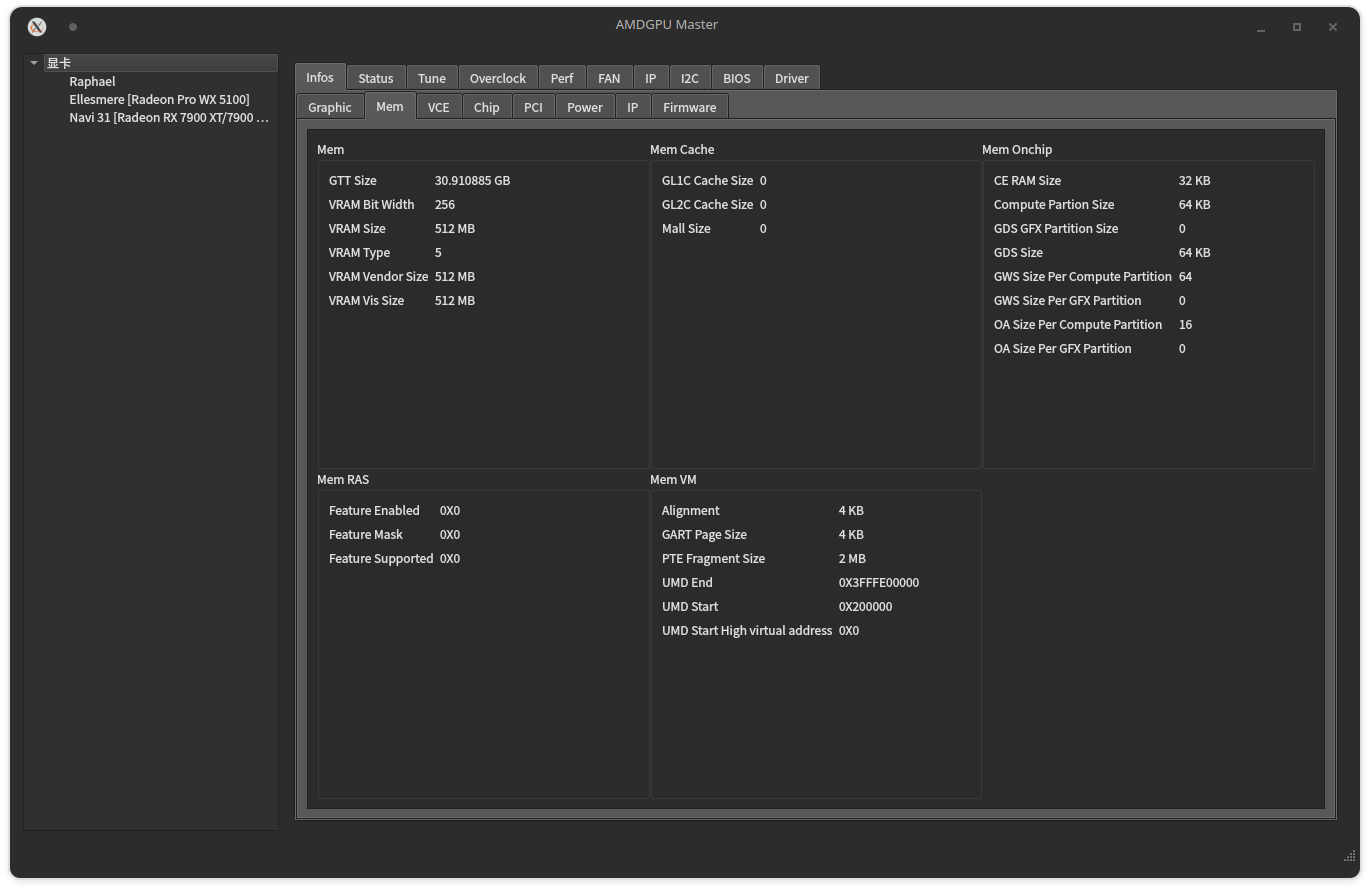 AMDGPU Master
显卡
Raphael
Ellesmere [Radeon Pro WX 5100]
Navi 31 [Radeon RX 7900 XT/7900 ...
Infos Status Tune Overclock Perf FAN IP I2C BIOS Driver
Graphic Mem VCE Chip PCI Power IP Firmware
Mem
GTT Size 30.910885 GB
VRAM Bit Width 256
VRAM Size 512 MB
VRAM Type 5
VRAM Vendor Size 512 MB
VRAM Vis Size 512 MB
Mem Cache
GL1C Cache Size 0
GL2C Cache Size 0
Mall Size 0
Mem Onchip
CE RAM Size 32 KB
Compute Partion Size 64 KB
GDS GFX Partition Size 0
GDS Size 64 KB
GWS Size Per Compute Partition 64
GWS Size Per GFX Partition 0
OA Size Per Compute Partition 16
OA Size Per GFX Partition 0
Mem RAS
Feature Enabled 0X0
Feature Mask 0X0
Feature Supported 0X0
Mem VM
Alignment 4 KB
GART Page Size 4 KB
PTE Fragment Size 2 MB
UMD End 0X3FFFE00000
UMD Start 0X200000
UMD Start High virtual address 0X0